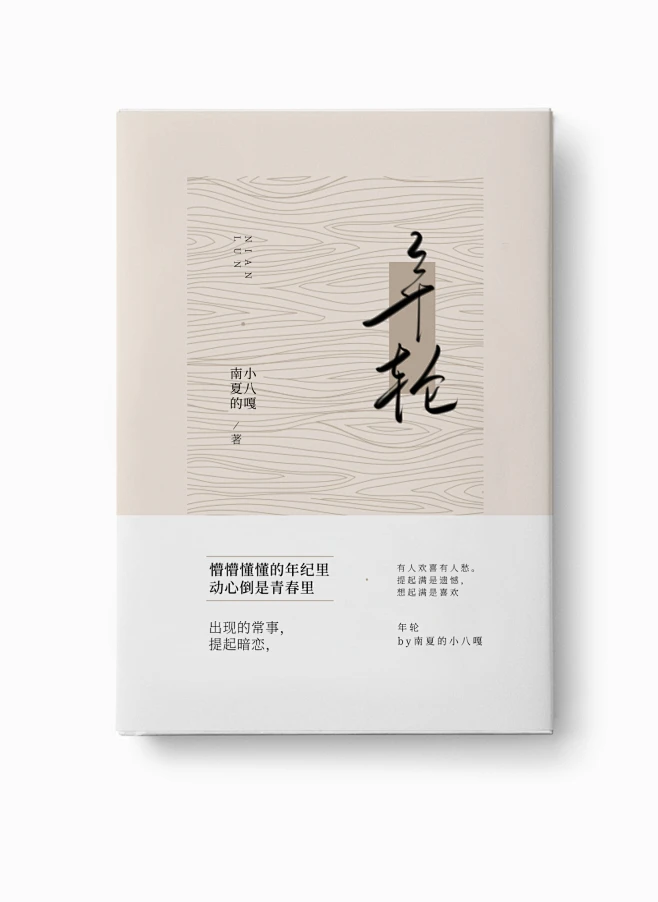 年轮
NIAN
LUN
小八嘎
南夏的
/
著
懵懵懂懂的年纪里
动心倒是青春里
出现的常事，
提起暗恋，
有人欢喜有人愁。
提起满是遗憾，
想起满是喜欢
年轮
by南夏的小八嘎